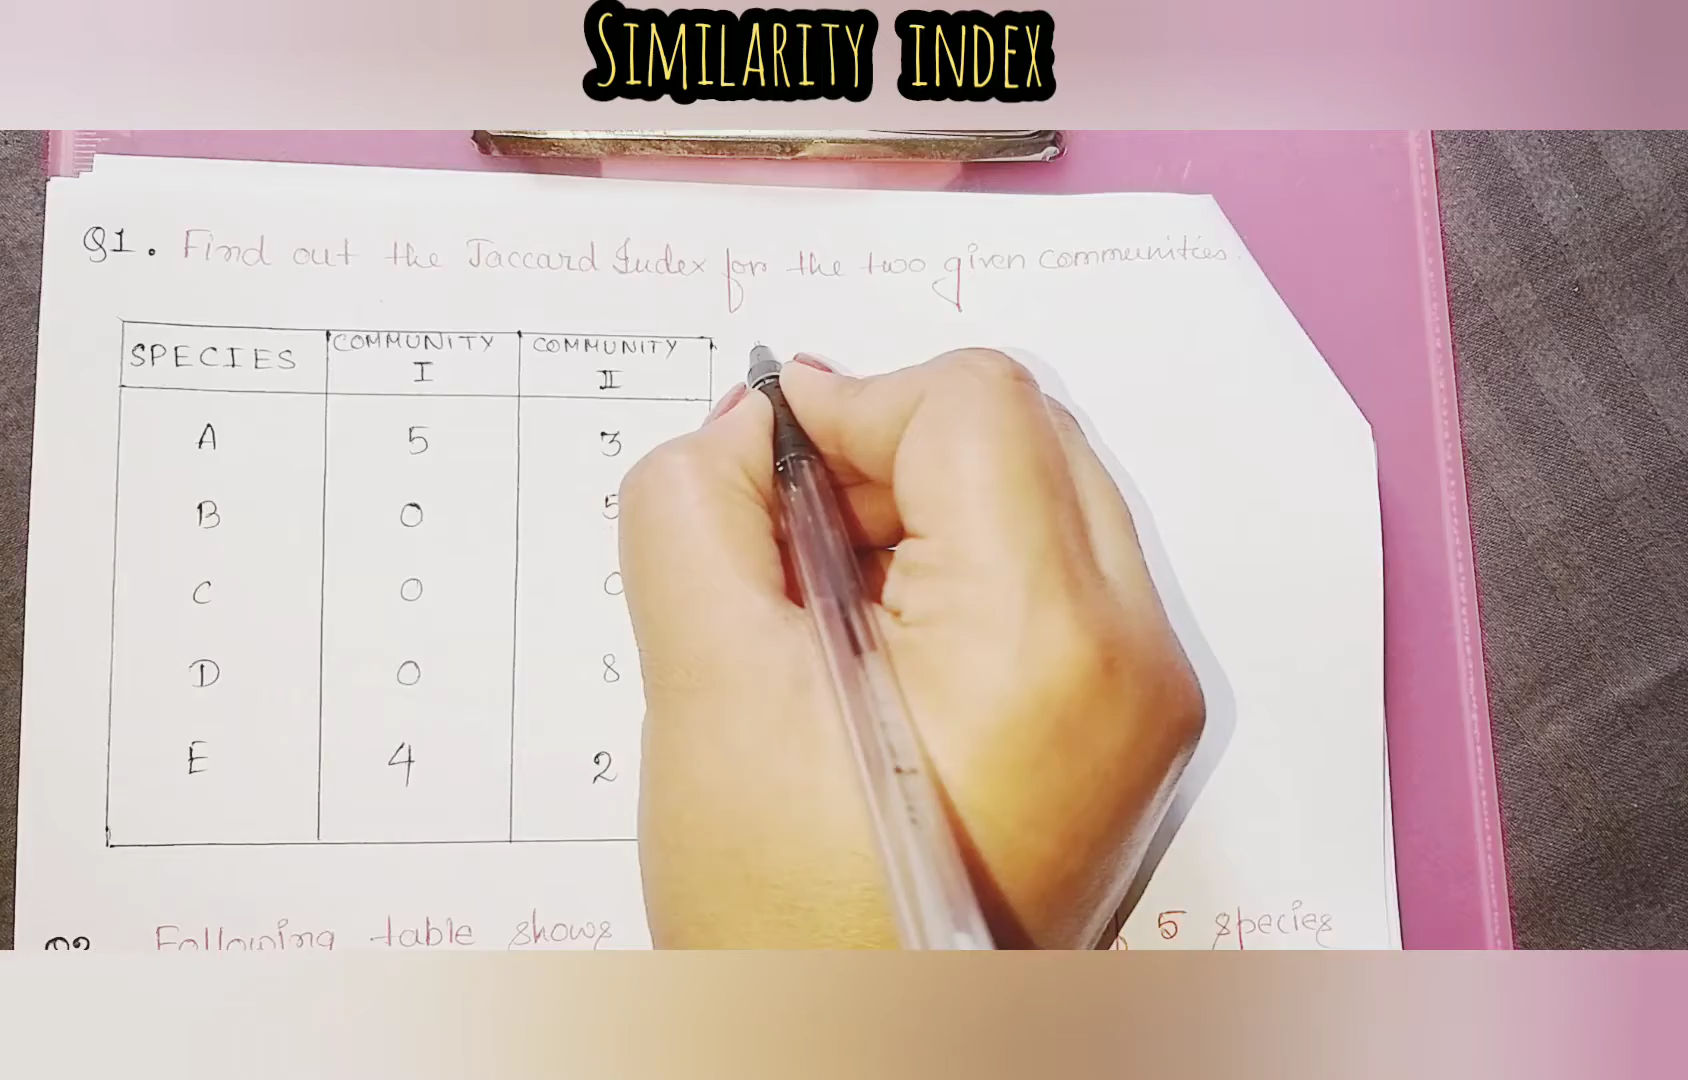 SIMILARITY INDEX
Q1. Find out the Jaccard Index for the two given communities.
SPECIES COMMUNITY I COMMUNITY II
A 5 3
B 0 5
C 0 0
D 0 8
E 4 2
Q2 Following table shows 5 species